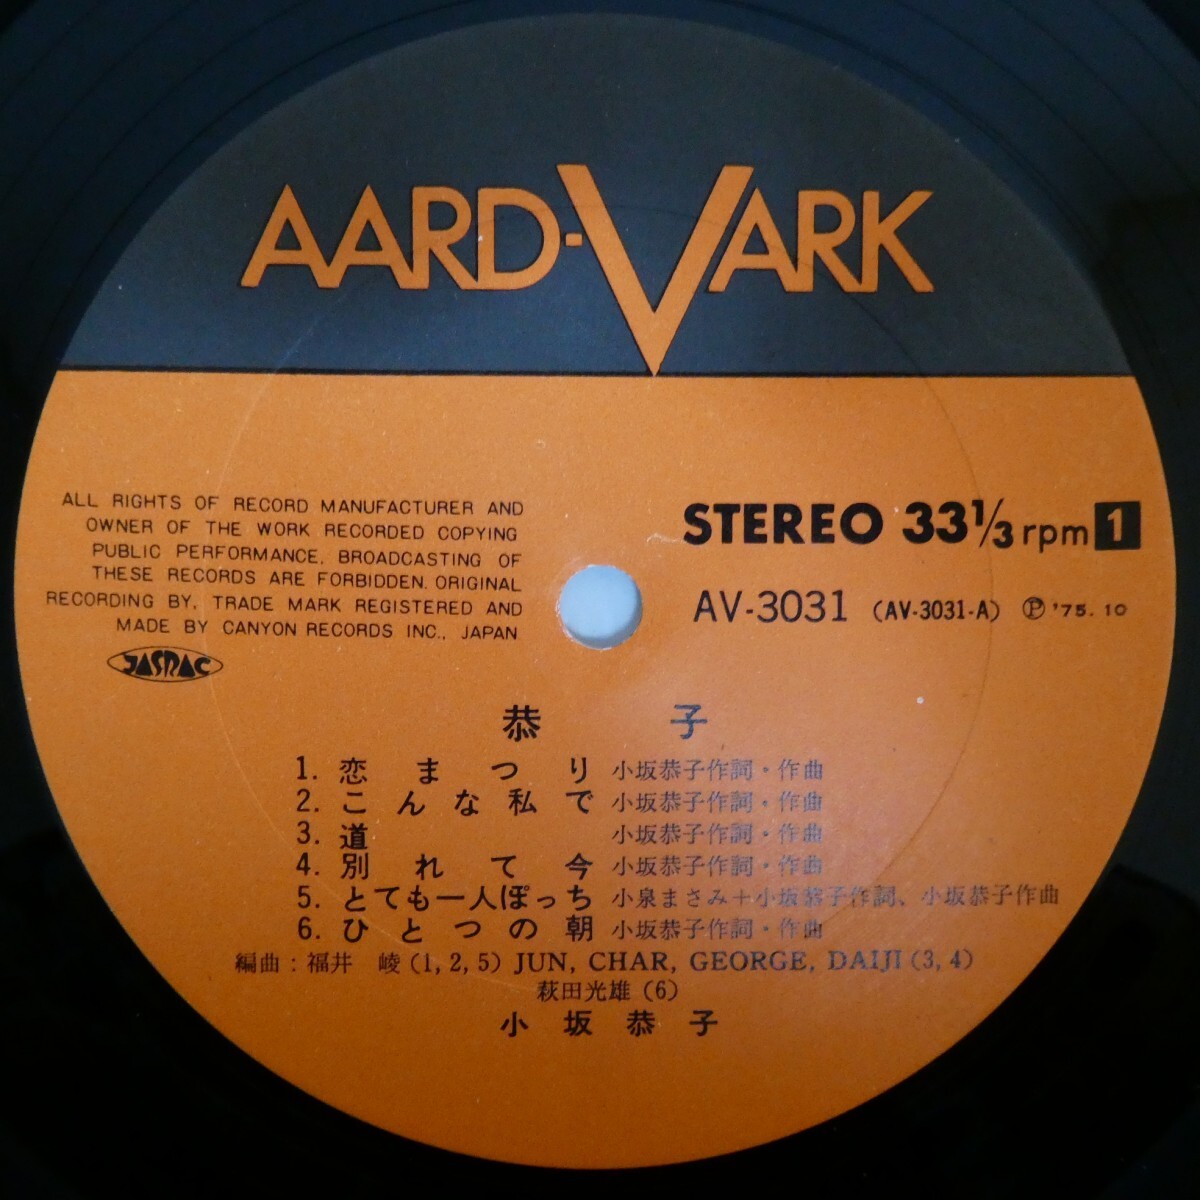 AARD-VARK
ALL RIGHTS OF RECORD MANUFACTURER AND
OWNER OF THE WORK RECORDED COPYING
PUBLIC PERFORMANCE, BROADCASTING OF
THESE RECORDS ARE FORBIDDEN. ORIGINAL
RECORDING BY, TRADE MARK REGISTERED AND
MADE BY CANYON RECORDS INC., JAPAN
JASRAC
STEREO 33 1/3 rpm 1
AV-3031 (AV-3031-A) Ⓟ '75. 10
恭子
1. 恋まつり 小坂恭子作詞・作曲
2. こんな私で 小坂恭子作詞・作曲
3. 道 小坂恭子作詞・作曲
4. 別れて今 小坂恭子作詞・作曲
5. とても一人ぽっち 小泉まさみ+小坂恭子作詞、小坂恭子作曲
6. ひとつの朝 小坂恭子作詞・作曲
編曲：福井 崚(1, 2, 5) JUN, CHAR, GEORGE, DAIJI (3, 4)
萩田光雄(6)
小坂恭子